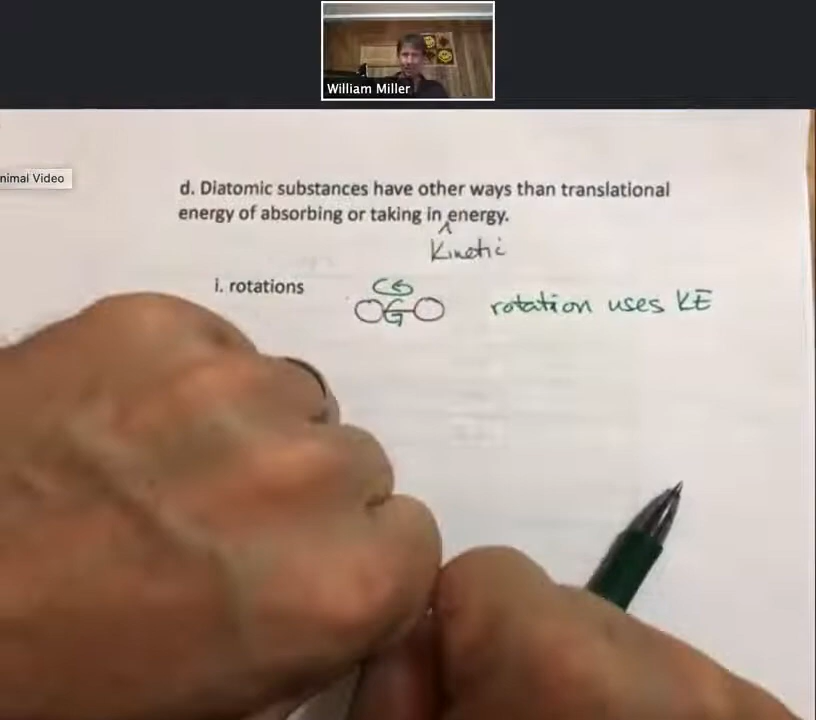 William Miller
nimal Video
d. Diatomic substances have other ways than translational
energy of absorbing or taking in ^ energy.
Kinetic
i. rotations
rotation uses KE